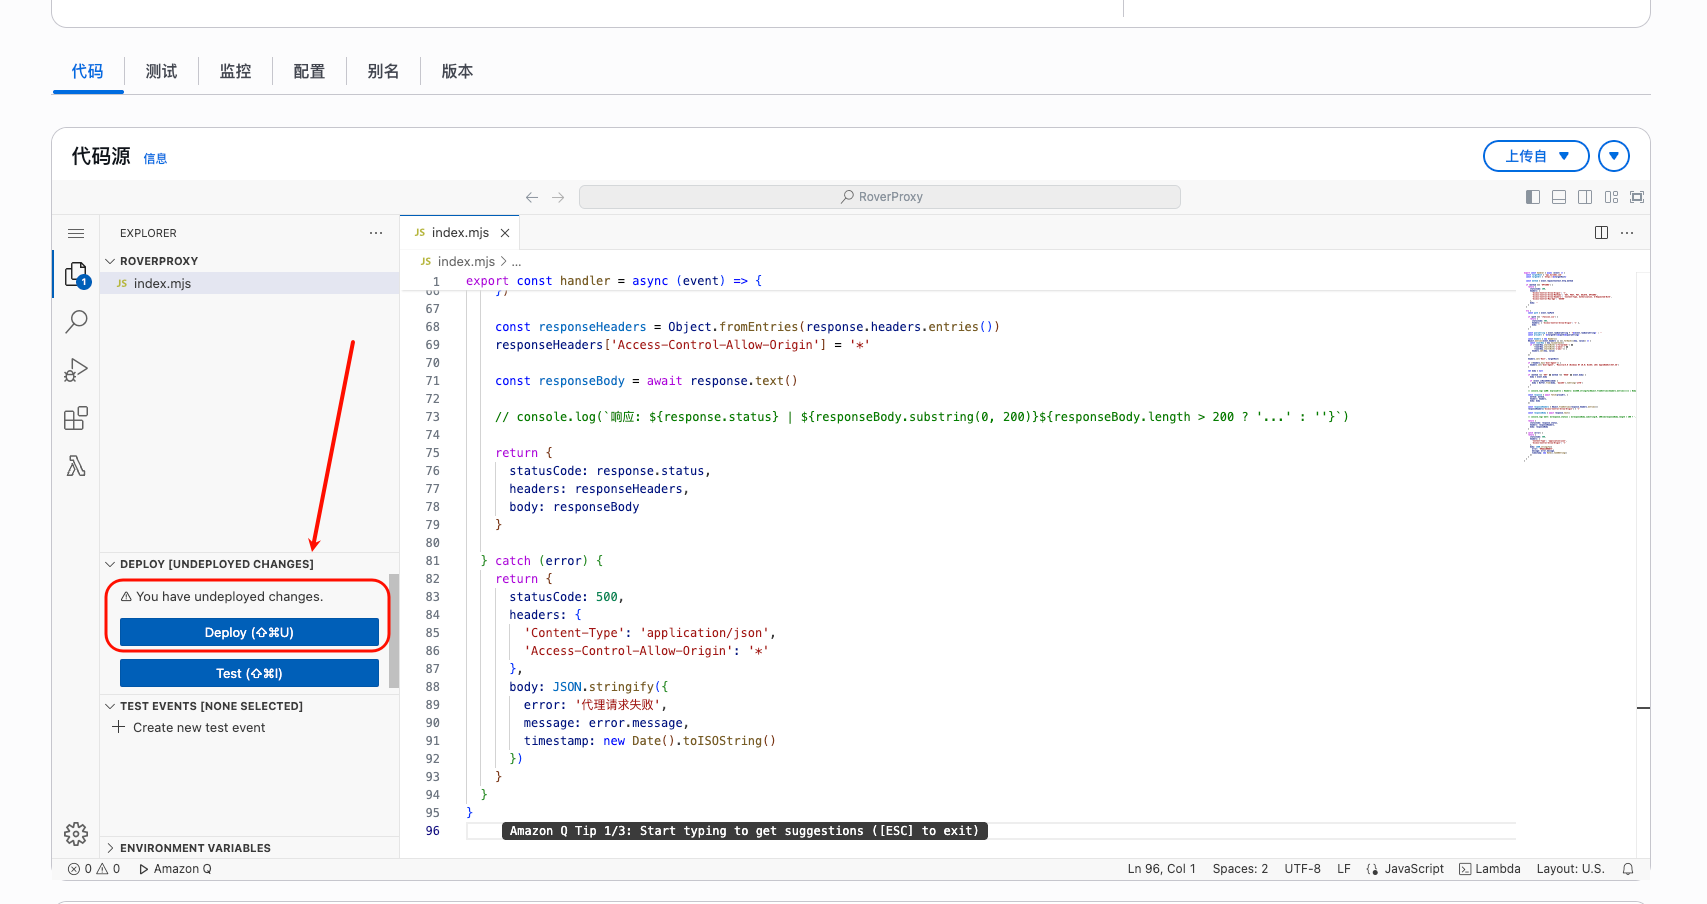 代码
测试
监控
配置
别名
版本
代码源 信息
上传自
RoverProxy
EXPLORER
ROVERPROXY
JS index.mjs
DEPLOY [UNDEPLOYED CHANGES]
You have undeployed changes.
Deploy (⇧⌘U)
Test (⇧⌘I)
TEST EVENTS [NONE SELECTED]
Create new test event
ENVIRONMENT VARIABLES
1
JS index.mjs
JS index.mjs > ...
1 export const handler = async (event) => {
66 })
67
68 const responseHeaders = Object.fromEntries(response.headers.entries())
69 responseHeaders['Access-Control-Allow-Origin'] = '*'
70
71 const responseBody = await response.text()
72
73 // console.log(`响应: ${response.status} | ${responseBody.substring(0, 200)}${responseBody.length > 200 ? '...' : ''}`)
74
75 return {
76 statusCode: response.status,
77 headers: responseHeaders,
78 body: responseBody
79 }
80
81 } catch (error) {
82 return {
83 statusCode: 500,
84 headers: {
85 'Content-Type': 'application/json',
86 'Access-Control-Allow-Origin': '*'
87 },
88 body: JSON.stringify({
89 error: '代理请求失败',
90 message: error.message,
91 timestamp: new Date().toISOString()
92 })
93 }
94 }
95 }
96 Amazon Q Tip 1/3: Start typing to get suggestions ([ESC] to exit)
0 0 Amazon Q
Ln 96, Col 1 Spaces: 2 UTF-8 LF JavaScript Lambda Layout: U.S.